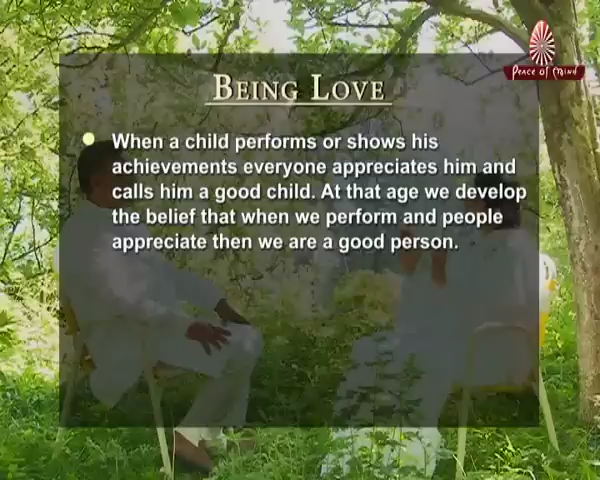 Peace of Mind
BEING LOVE
When a child performs or shows his
achievements everyone appreciates him and
calls him a good child. At that age we develop
the belief that when we perform and people
appreciate then we are a good person.